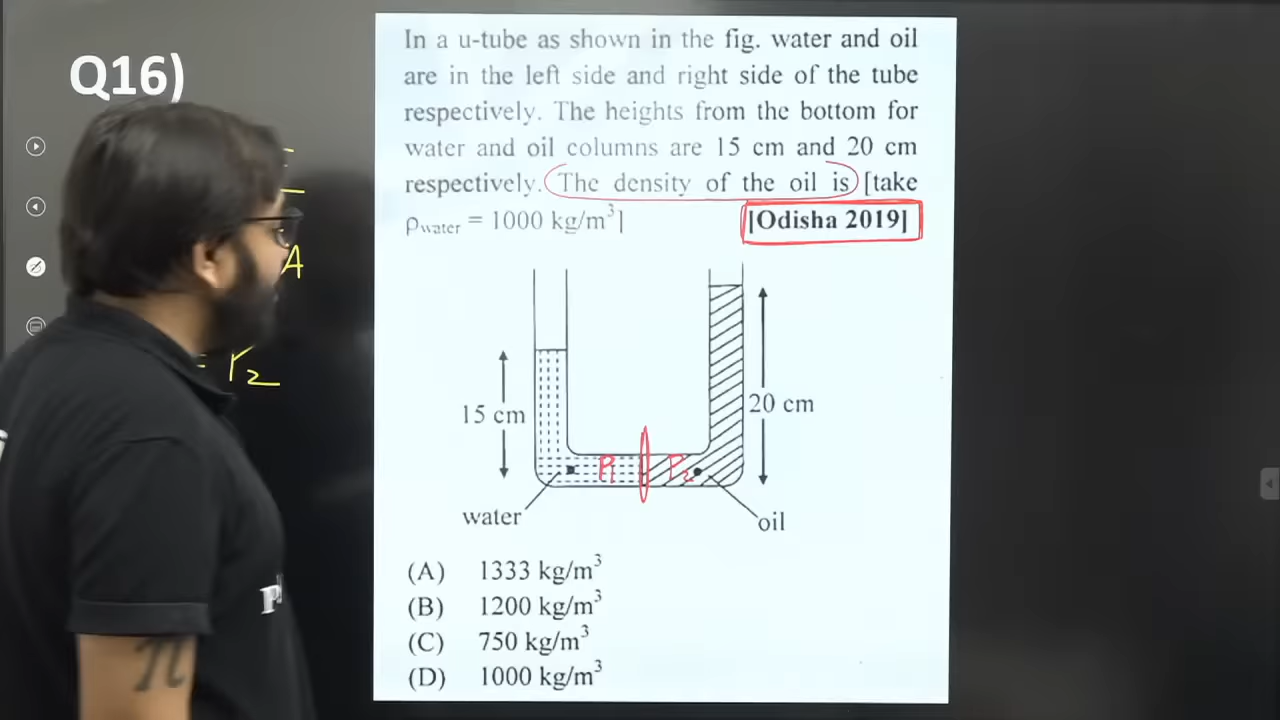 Q16)
In a u-tube as shown in the fig. water and oil
are in the left side and right side of the tube
respectively. The heights from the bottom for
water and oil columns are 15 cm and 20 cm
respectively. The density of the oil is [take
ρwater = 1000 kg/m³]
[Odisha 2019]
A
r2
15 cm
20 cm
P1
P2
water
oil
(A) 1333 kg/m³
(B) 1200 kg/m³
(C) 750 kg/m³
(D) 1000 kg/m³
π